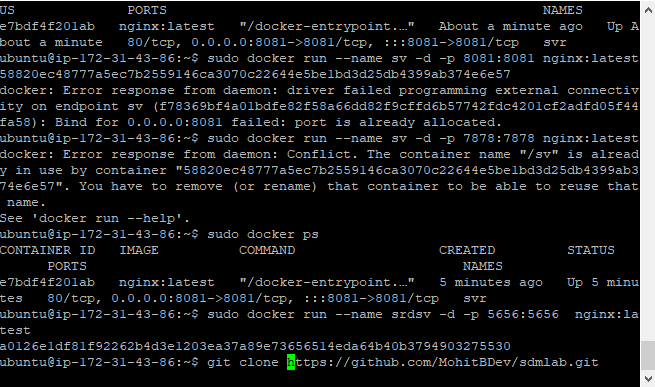 US              PORTS                                                   NAMES
e7bdf4f201ab   nginx:latest   "/docker-entrypoint.…"   About a minute ago   Up A
bout a minute   80/tcp, 0.0.0.0:8081->8081/tcp, :::8081->8081/tcp   svr
ubuntu@ip-172-31-43-86:~$ sudo docker run --name sv -d -p 8081:8081 nginx:latest
58820ec48777a5ec7b2559146ca3070c22644e5be1bd3d25db4399ab374e6e57
docker: Error response from daemon: driver failed programming external connectiv
ity on endpoint sv (f78369bf4a01bdfe82f58a66dd82f9cffd6b57742fdc4201cf2adfd05f44
fa58): Bind for 0.0.0.0:8081 failed: port is already allocated.
ubuntu@ip-172-31-43-86:~$ sudo docker run --name sv -d -p 7878:7878 nginx:latest
docker: Error response from daemon: Conflict. The container name "/sv" is alread
y in use by container "58820ec48777a5ec7b2559146ca3070c22644e5be1bd3d25db4399ab3
74e6e57". You have to remove (or rename) that container to be able to reuse that
 name.
See 'docker run --help'.
ubuntu@ip-172-31-43-86:~$ sudo docker ps
CONTAINER ID   IMAGE          COMMAND                  CREATED         STATUS
       PORTS                                               NAMES
e7bdf4f201ab   nginx:latest   "/docker-entrypoint.…"   5 minutes ago   Up 5 minu
tes   80/tcp, 0.0.0.0:8081->8081/tcp, :::8081->8081/tcp   svr
ubuntu@ip-172-31-43-86:~$ sudo docker run --name srdsv -d -p 5656:5656  nginx:la
test
a0126e1df81f92262b4d3e1203ea37a89e73656514eda64b40b3794903275530
ubuntu@ip-172-31-43-86:~$ git clone https://github.com/MohitBDev/sdmlab.git